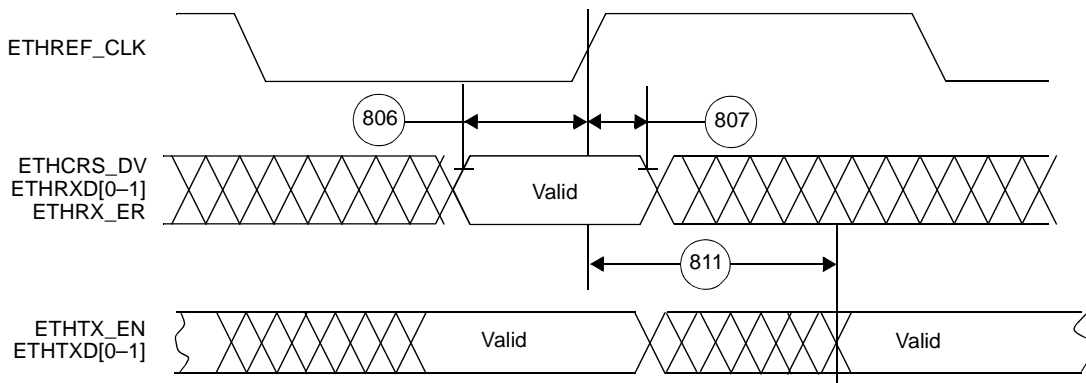 ETHREF_CLK
806
807
ETHCRS_DV
ETHRXD[0–1]
ETHRX_ER
Valid
811
ETHTX_EN
ETHTXD[0–1]
Valid
Valid